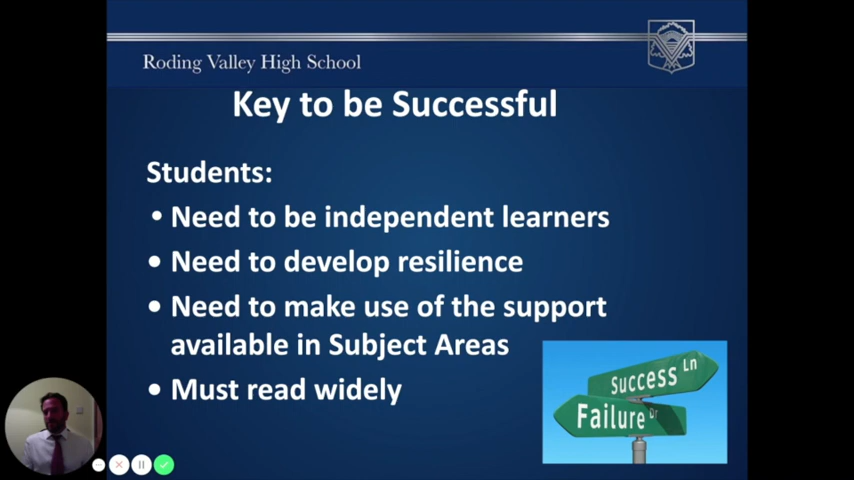 Roding Valley High School
Key to be Successful
Students:
• Need to be independent learners
• Need to develop resilience
• Need to make use of the support
available in Subject Areas
• Must read widely
Success Ln
Failure Dr